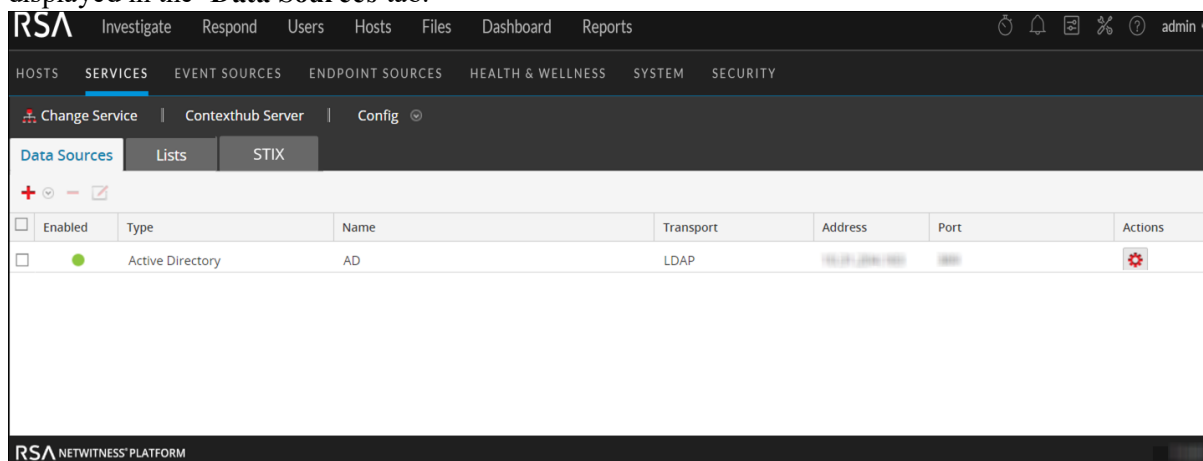 displayed in the Data Sources tab.
RSA Investigate Respond Users Hosts Files Dashboard Reports admin
HOSTS SERVICES EVENT SOURCES ENDPOINT SOURCES HEALTH & WELLNESS SYSTEM SECURITY
Change Service | Contexthub Server | Config
Data Sources Lists STIX
Enabled Type Name Transport Address Port Actions
Active Directory AD LDAP
RSA NETWITNESS® PLATFORM